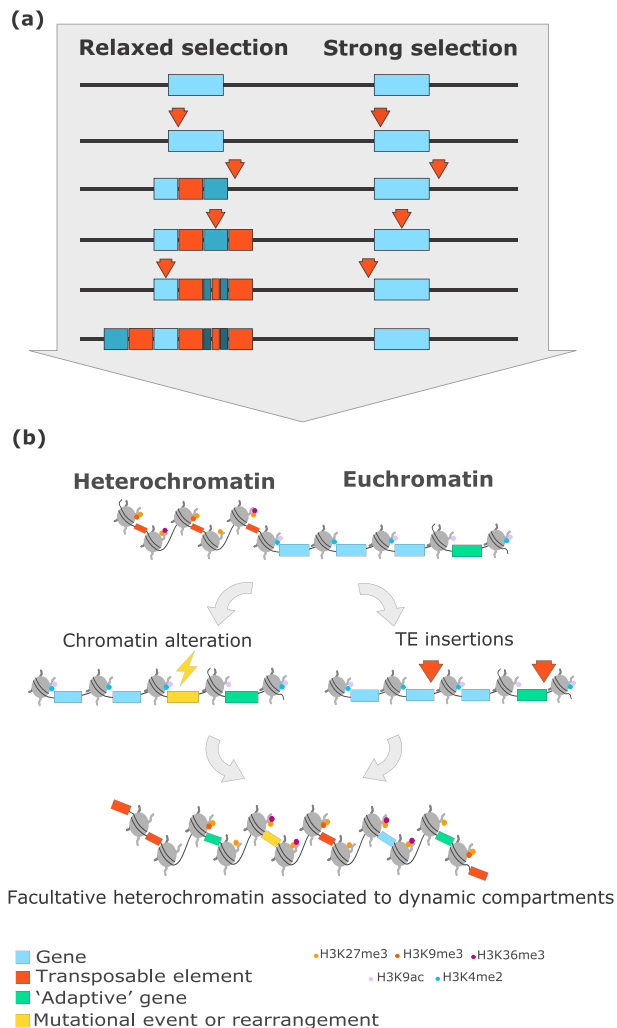 (a)
Relaxed selection Strong selection
(b)
Heterochromatin Euchromatin
Chromatin alteration TE insertions
Facultative heterochromatin associated to dynamic compartments
Gene
Transposable element
‘Adaptive’ gene
Mutational event or rearrangement
H3K27me3 H3K9me3 H3K36me3
H3K9ac H3K4me2